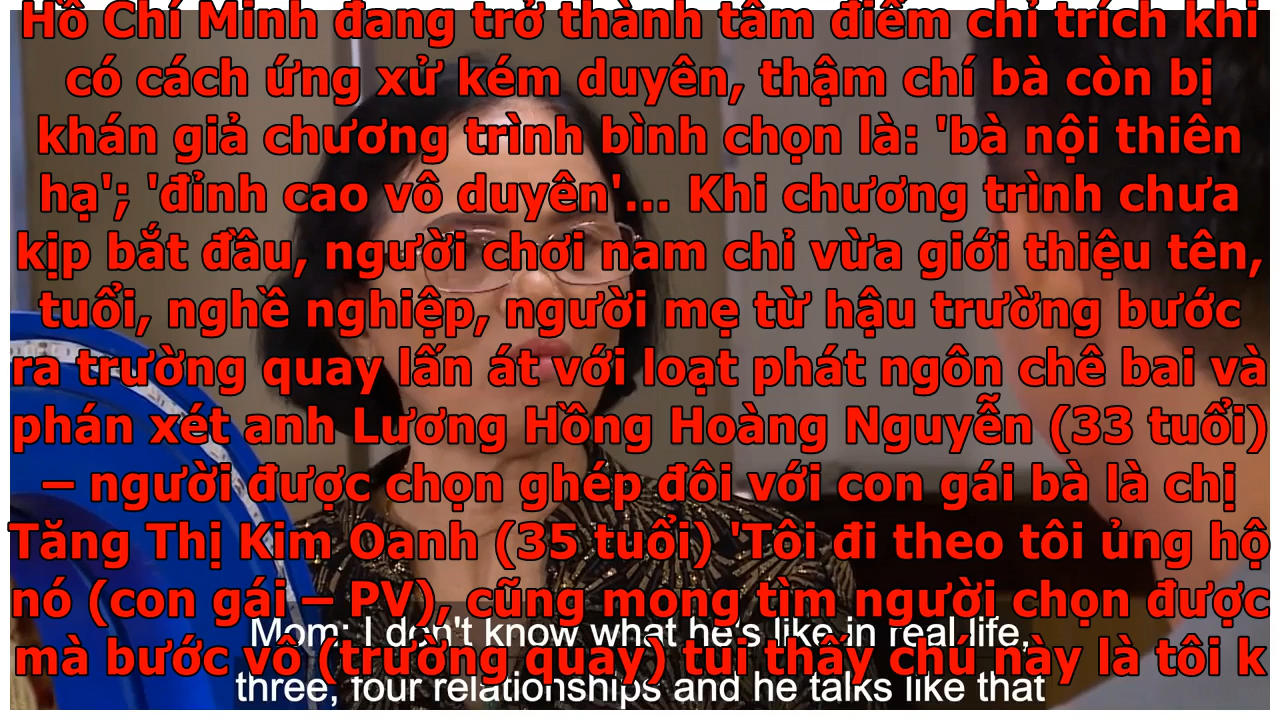 Hồ Chí Minh đang trở thành tâm điểm chỉ trích khi
có cách ứng xử kém duyên, thậm chí bà còn bị
khán giả chương trình bình chọn là: 'bà nội thiên
hạ'; 'đỉnh cao vô duyên'... Khi chương trình chưa
kịp bắt đầu, người chơi nam chỉ vừa giới thiệu tên,
tuổi, nghề nghiệp, người mẹ từ hậu trường bước
ra trường quay lấn át với loạt phát ngôn chê bai và
phán xét anh Lương Hồng Hoàng Nguyễn (33 tuổi)
– người được chọn ghép đôi với con gái bà là chị
Tăng Thị Kim Oanh (35 tuổi) 'Tôi đi theo tôi ủng hộ
nó (con gái – PV), cũng mong tìm người chọn được
Mom: I don't know what he's like in real life,
mà bước vô (trường quay) tui thấy chú này là tôi k
three, four relationships and he talks like that